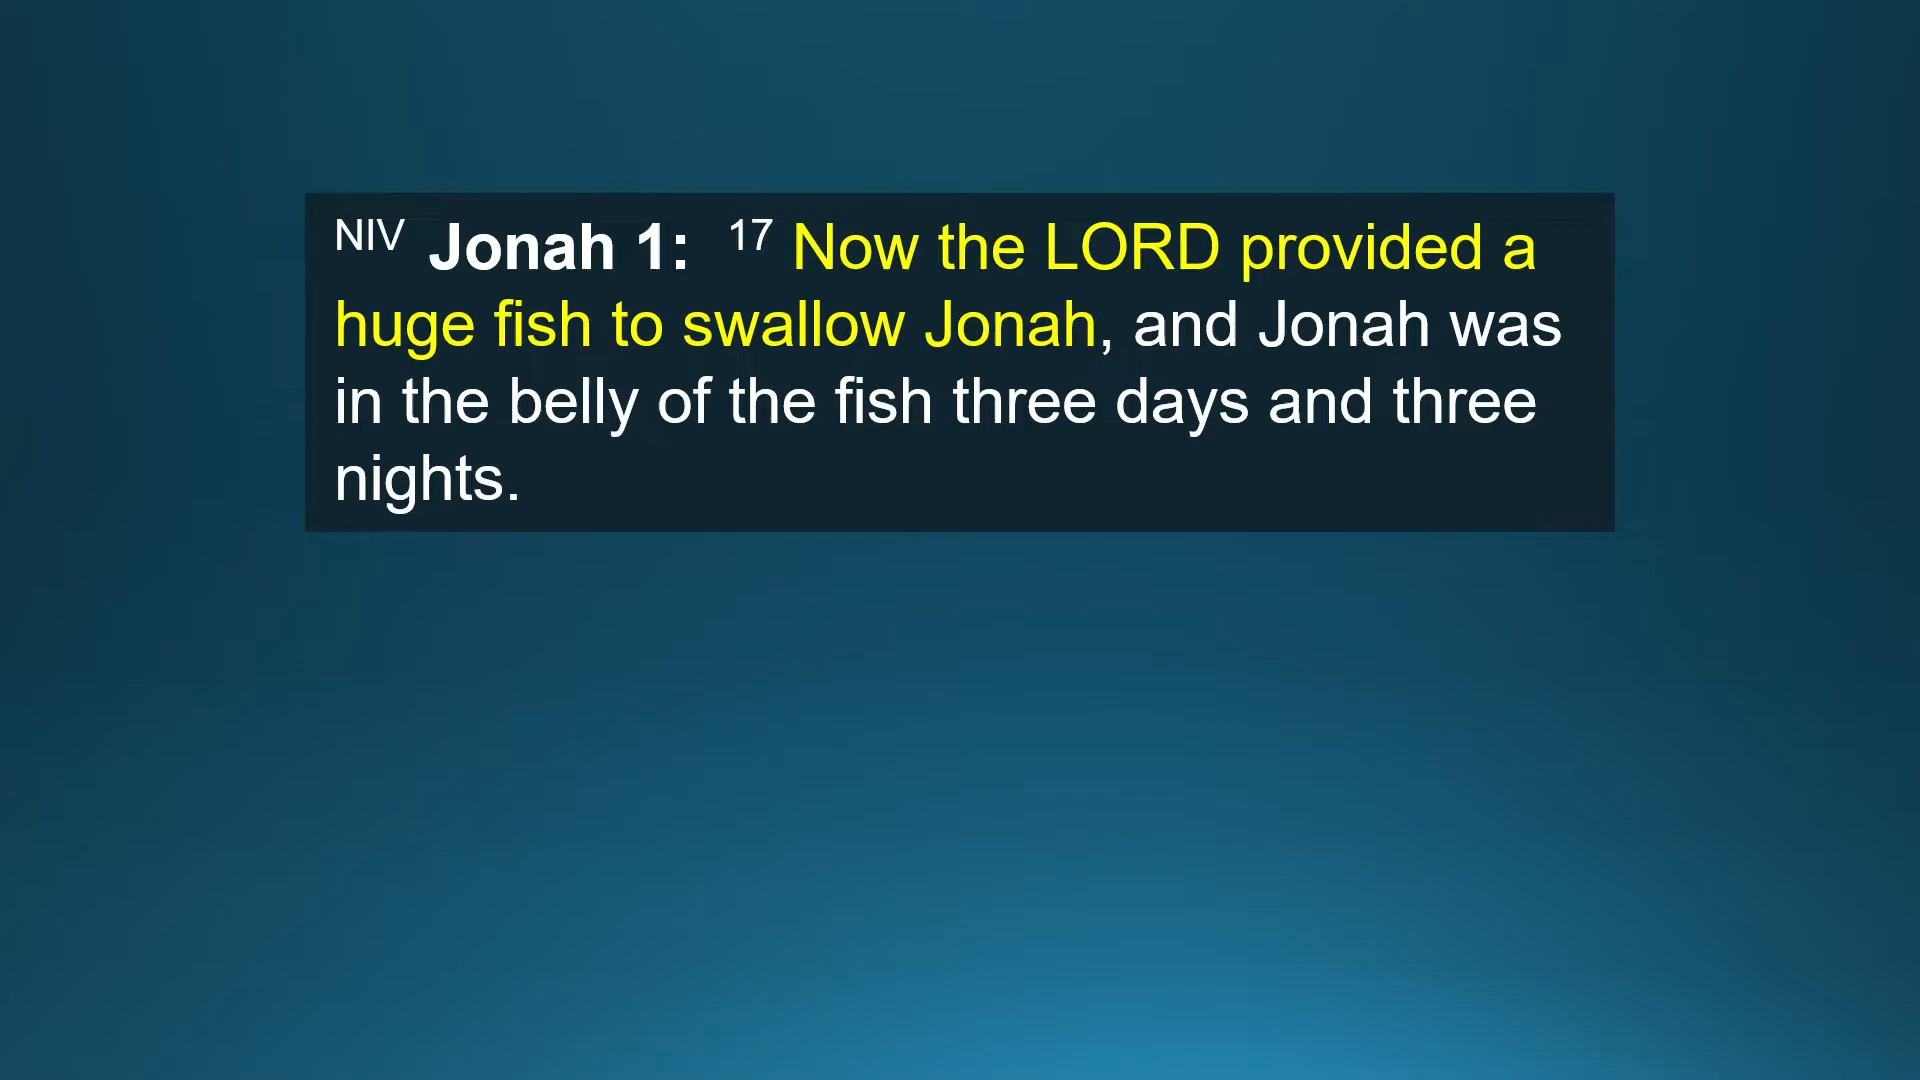 NIV Jonah 1: 17 Now the LORD provided a
huge fish to swallow Jonah, and Jonah was
in the belly of the fish three days and three
nights.